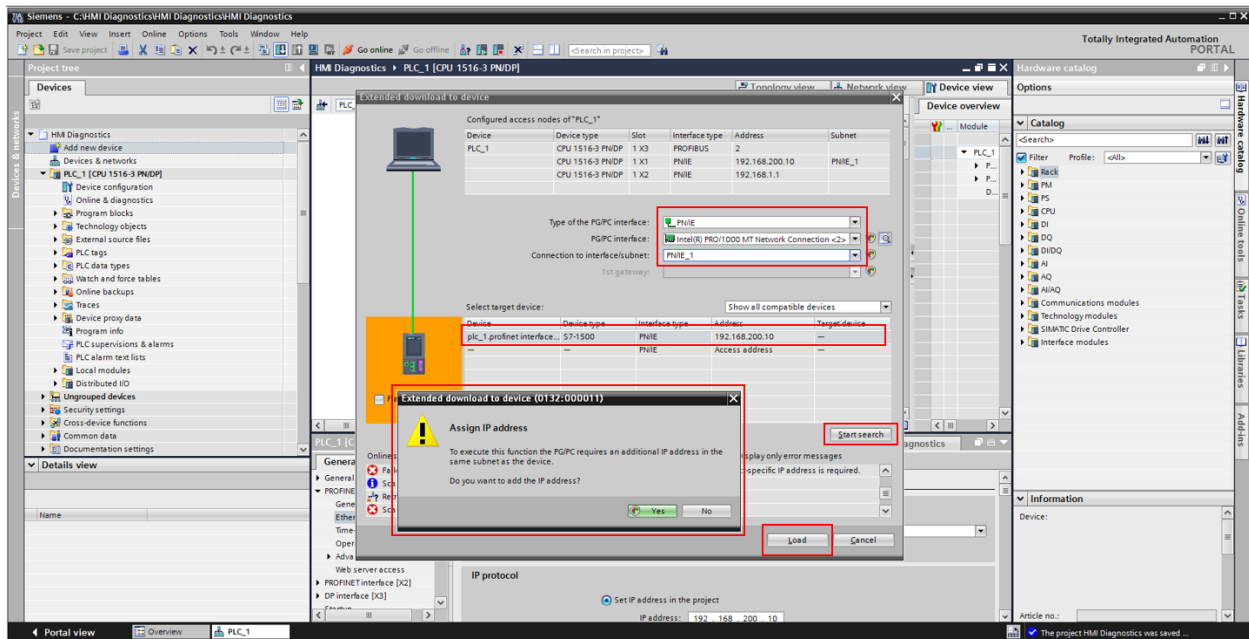 Siemens - C:\HMI Diagnostics\HMI Diagnostics\HMI Diagnostics
Project Edit View Insert Online Options Tools Window Help
Totally Integrated Automation
PORTAL
Save project
Go online
Go offline
<Search in project>
Project tree
HMI Diagnostics
PLC_1 [CPU 1516-3 PN/DP]
Hardware catalog
Devices
Topology view
Network view
Device view
Options
Device overview
Module
PLC_1
Devices & networks
HMI Diagnostics
Add new device
Devices & networks
PLC_1 [CPU 1516-3 PN/DP]
Device configuration
Online & diagnostics
Program blocks
Technology objects
External source files
PLC tags
PLC data types
Watch and force tables
Online backups
Traces
Device proxy data
Program info
PLC supervisions & alarms
PLC alarm text lists
Local modules
Distributed I/O
Ungrouped devices
Security settings
Cross-device functions
Common data
Documentation settings
Details view
Name
Extended download to device
Configured access nodes of "PLC_1"
Device Device type Slot Interface type Address Subnet
PLC_1 CPU 1516-3 PN/DP 1 X3 PROFIBUS 2
CPU 1516-3 PN/DP 1 X1 PN/IE 192.168.200.10 PN/IE_1
CPU 1516-3 PN/DP 1 X2 PN/IE 192.168.1.1
Type of the PG/PC interface: PN/IE
PG/PC interface: Intel(R) PRO/1000 MT Network Connection <2>
Connection to interface/subnet: PN/IE_1
1st gateway:
Select target device: Show all compatible devices
Device Device type Interface type Address Target device
plc_1.profinet interface... S7-1500 PN/IE 192.168.200.10 —
— — PN/IE Access address —
Start search
Extended download to device (0132:000011)
Assign IP address
To execute this function the PG/PC requires an additional IP address in the
same subnet as the device.
Do you want to add the IP address?
Yes No
Load Cancel
General
PROFINET interface [X2]
DP interface [X3]
Web server access
IP protocol
Set IP address in the project
IP address: 192 . 168 . 200 . 10
Catalog
<Search>
Filter Profile: <All>
Rack
PM
PS
CPU
DI
DQ
DI/DQ
AI
AQ
AI/AQ
Communications modules
Technology modules
SIMATIC Drive Controller
Interface modules
Information
Device:
Article no.:
Hardware catalog
Online tools
Tasks
Libraries
Add-ins
Portal view
Overview
PLC_1
The project HMI Diagnostics was saved ...